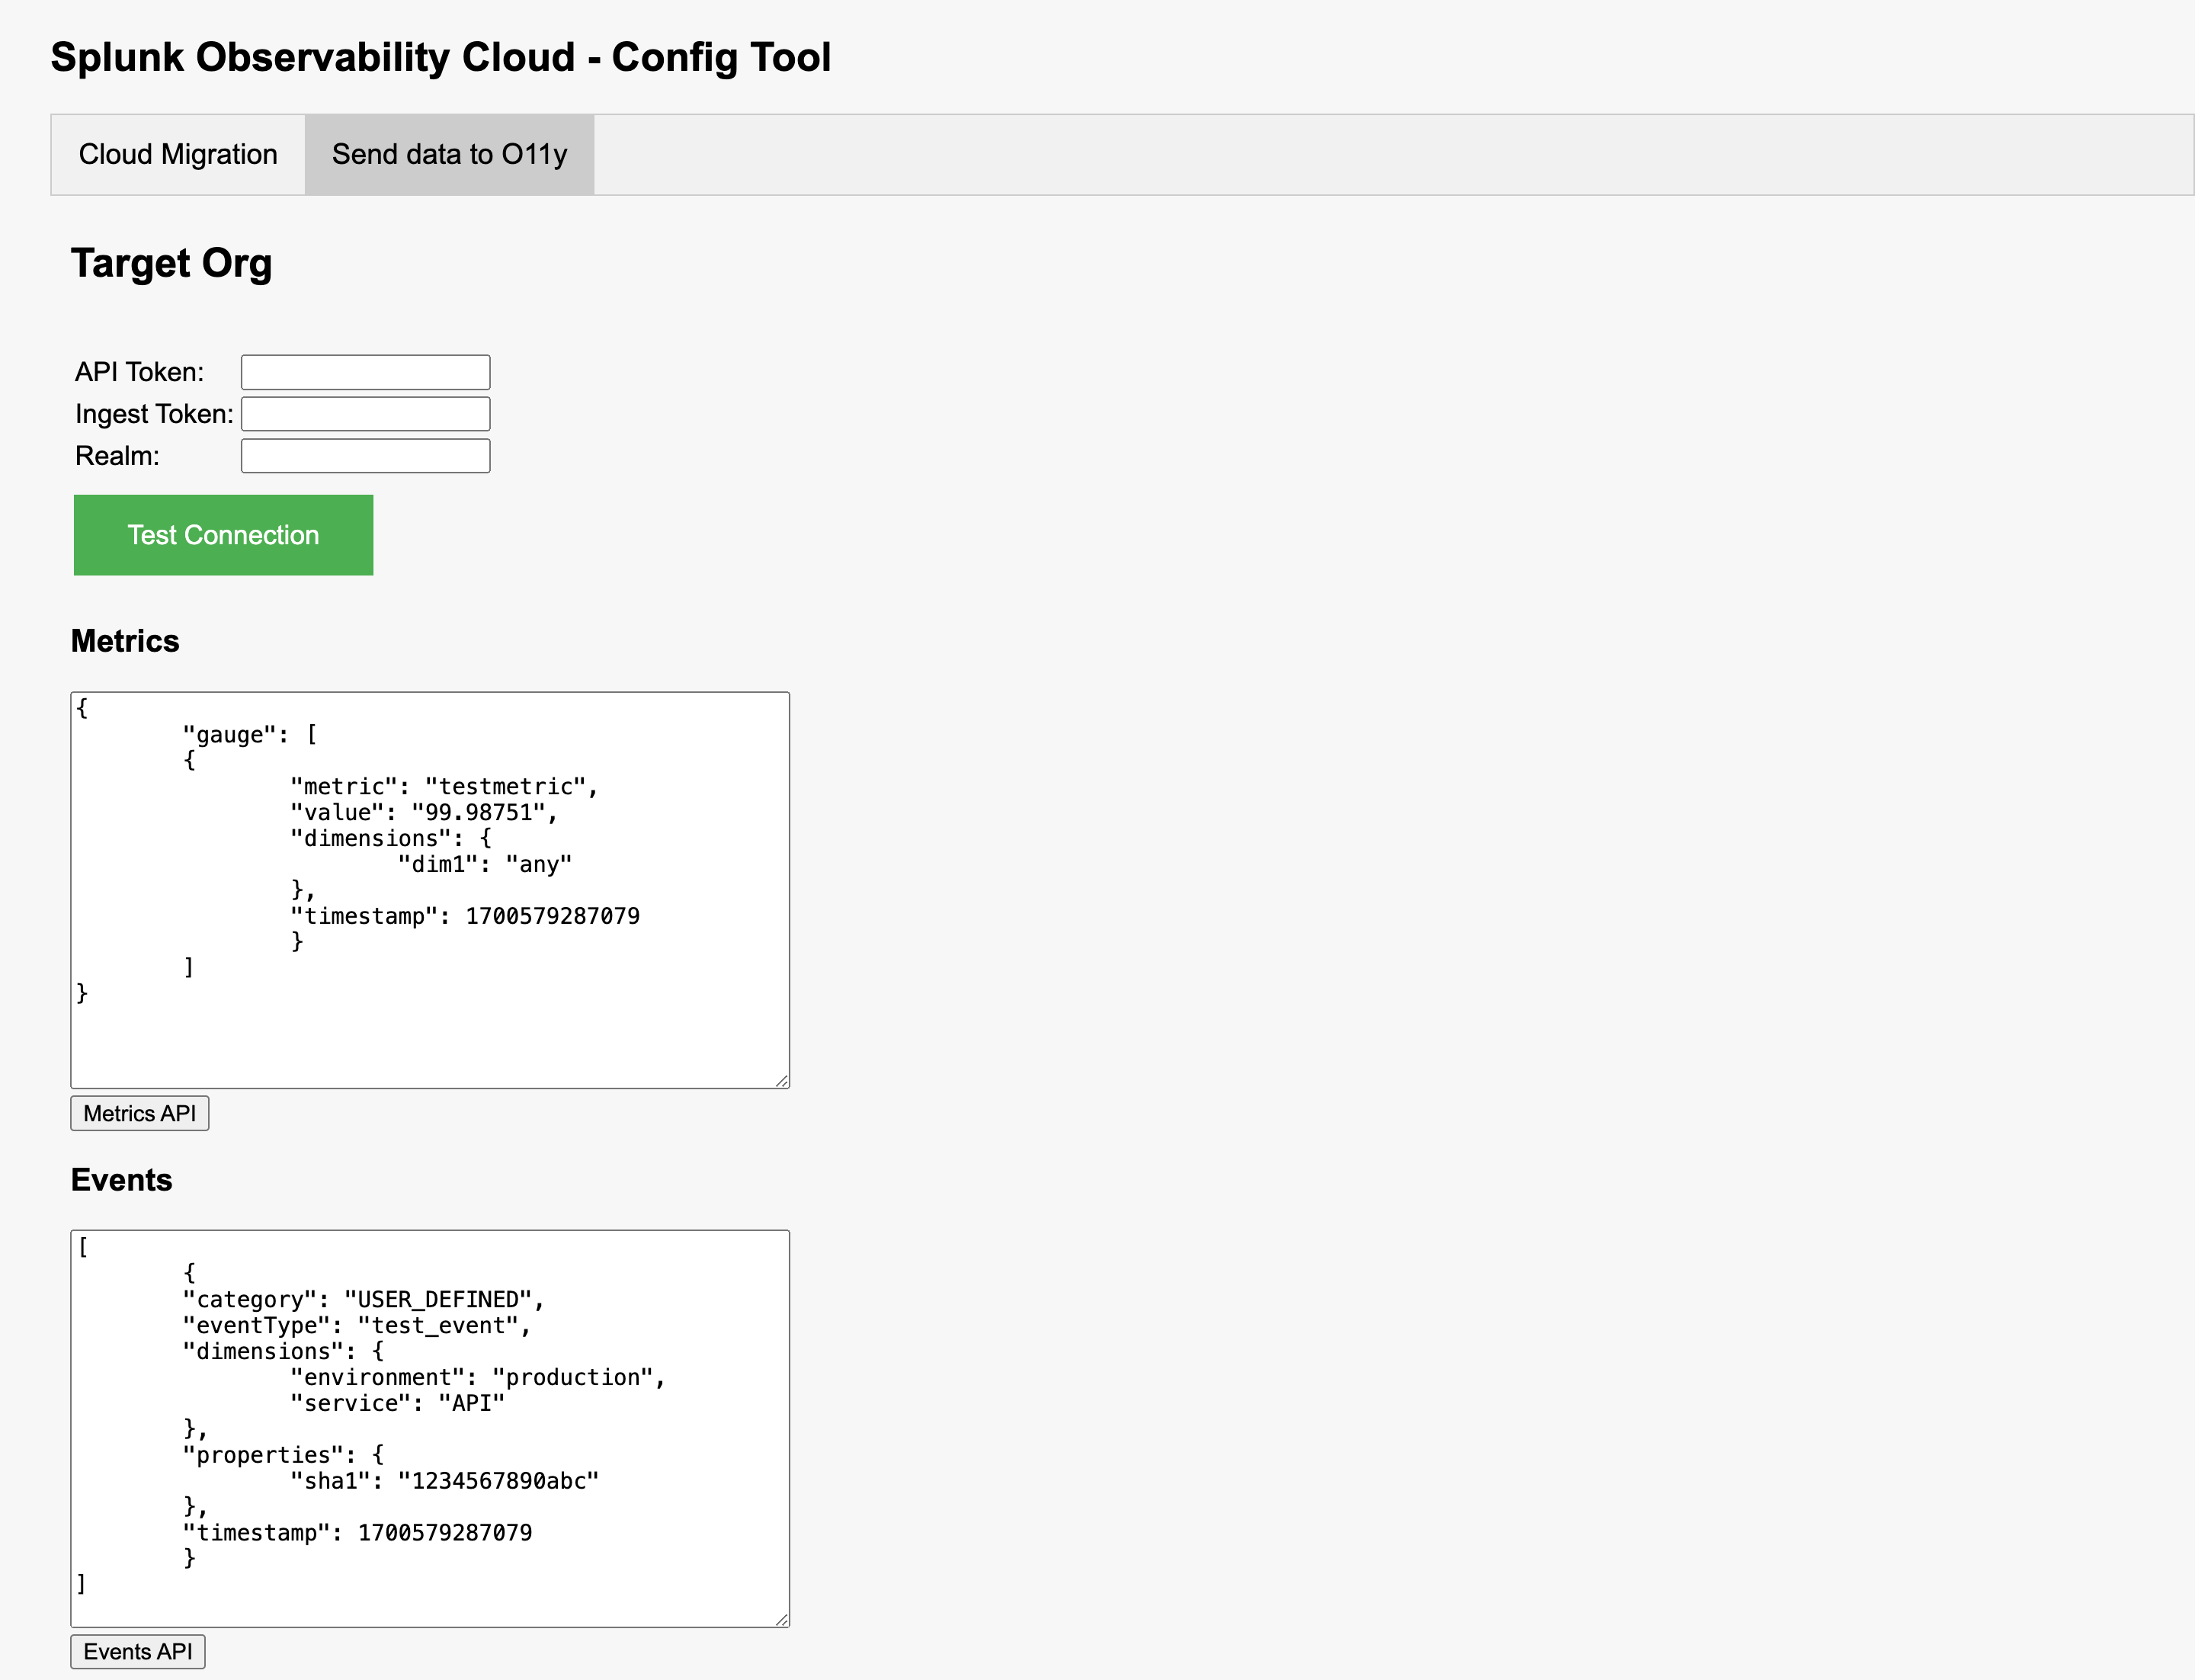 Splunk Observability Cloud - Config Tool
Cloud Migration
Send data to O11y
Target Org
API Token:
Ingest Token:
Realm:
Test Connection
Metrics
{
"gauge": [
{
"metric": "testmetric",
"value": "99.98751",
"dimensions": {
"dim1": "any"
},
"timestamp": 1700579287079
}
]
}
Metrics API
Events
[
{
"category": "USER_DEFINED",
"eventType": "test_event",
"dimensions": {
"environment": "production",
"service": "API"
},
"properties": {
"sha1": "1234567890abc"
},
"timestamp": 1700579287079
}
]
Events API